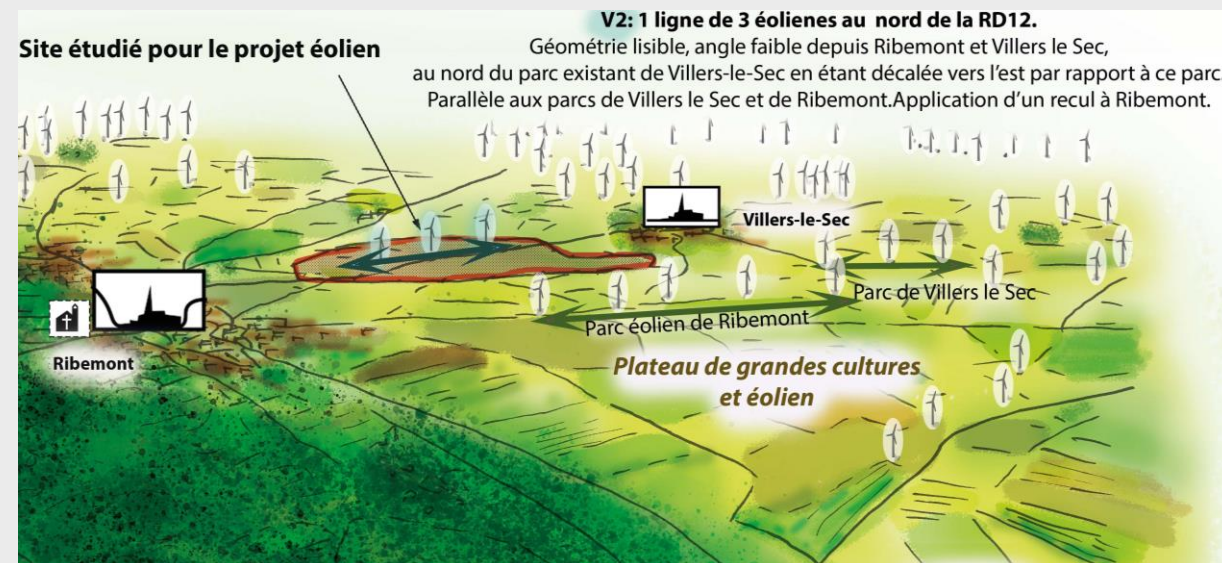 V2: 1 ligne de 3 éolienes au nord de la RD12.
Site étudié pour le projet éolien
Géométrie lisible, angle faible depuis Ribemont et Villers le Sec,
au nord du parc existant de Villers-le-Sec en étant décalée vers l'est par rapport à ce parc.
Parallèle aux parcs de Villers le Sec et de Ribemont.Application d'un recul à Ribemont.
Villers-le-Sec
Parc de Villers le Sec
Parc éolien de Ribemont
Ribemont
Plateau de grandes cultures
et éolien